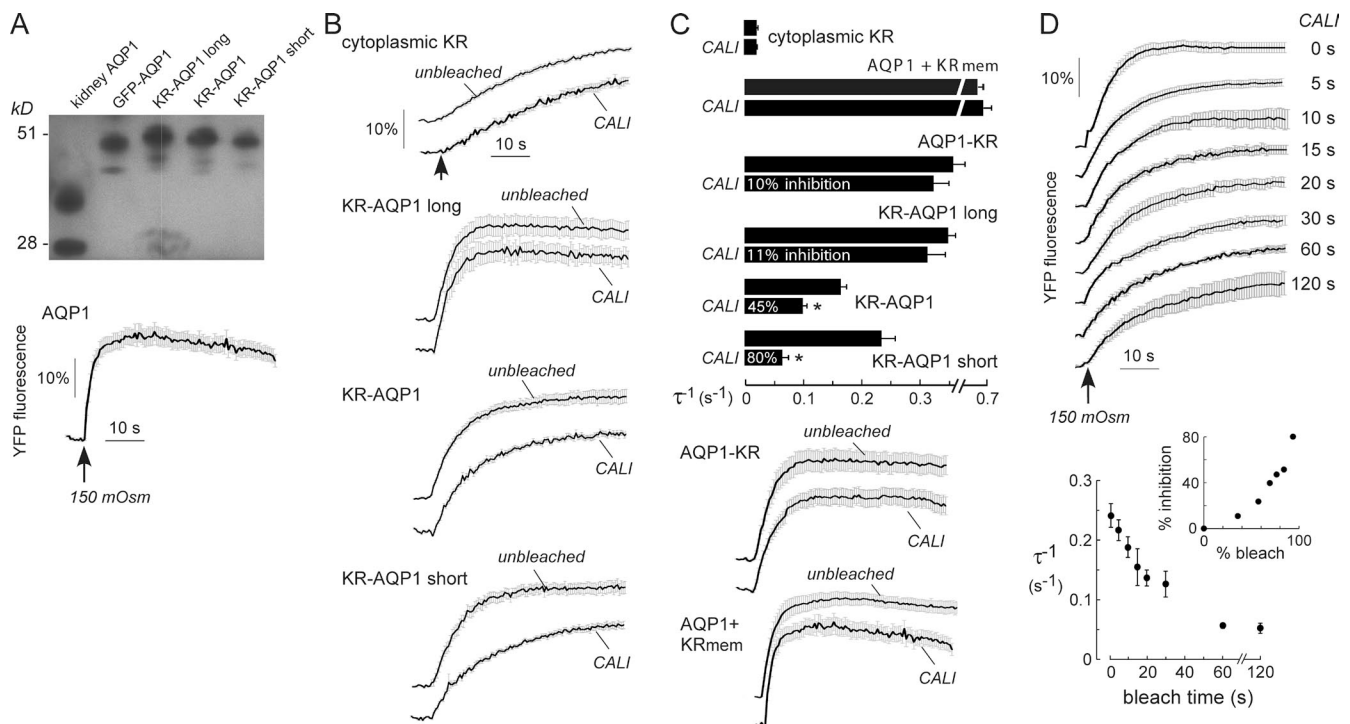 A
kidney AQP1
GFP-AQP1
KR-AQP1 long
KR-AQP1
KR-AQP1 short
kD
51 -
28 -
AQP1
10%
YFP fluorescence
10 s
150 mOsm
B
cytoplasmic KR
unbleached
10%
CALI
10 s
KR-AQP1 long
unbleached
CALI
KR-AQP1
unbleached
CALI
KR-AQP1 short
unbleached
CALI
C
cytoplasmic KR
CALI
AQP1 + KRmem
CALI
AQP1-KR
CALI 10% inhibition
KR-AQP1 long
CALI 11% inhibition
KR-AQP1
CALI 45% *
KR-AQP1 short
CALI 80% *
τ-1 (s-1) 0 0.1 0.2 0.3 0.7
AQP1-KR
unbleached
CALI
AQP1+
KRmem
unbleached
CALI
D
CALI
0 s
10%
5 s
10 s
15 s
20 s
30 s
60 s
120 s
YFP fluorescence
10 s
150 mOsm
80
40
0
% inhibition
0 100
% bleach
0.3
0.2
0.1
0
τ-1
(s-1)
0 20 40 60 120
bleach time (s)